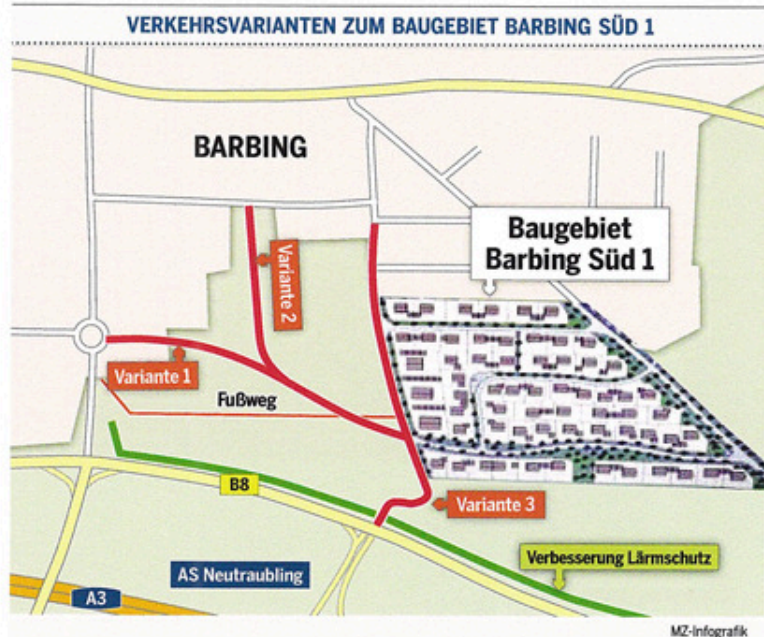 VERKEHRSVARIANTEN ZUM BAUGEBIET BARBING SÜD 1
BARBING
Baugebiet
Barbing Süd 1
Variante 2
Variante 1
Fußweg
B8
Variante 3
AS Neutraubling
Verbesserung Lärmschutz
A3
MZ-Infografik